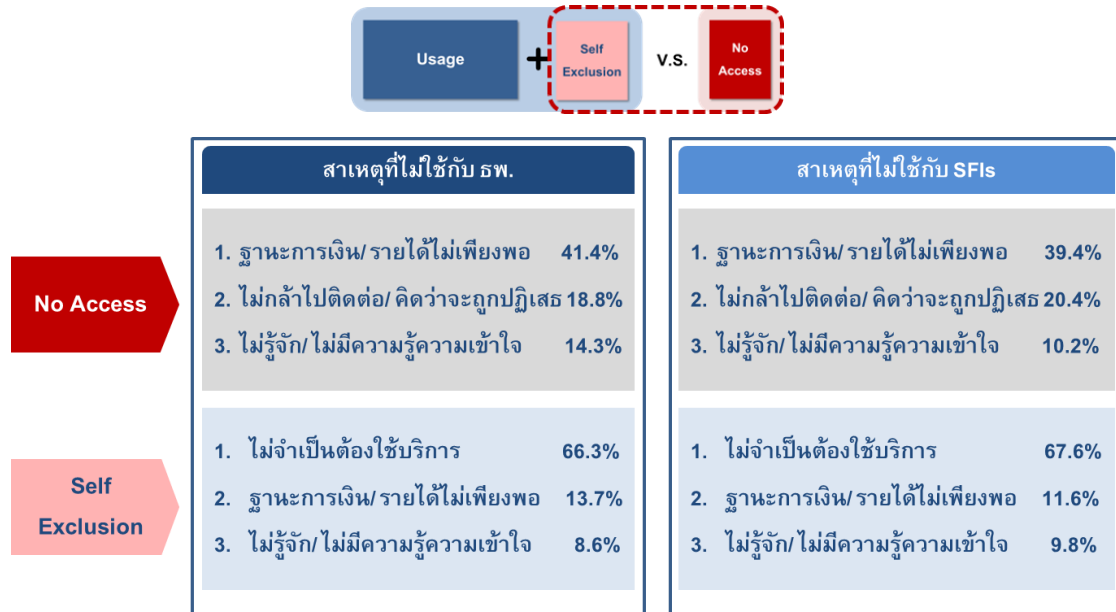 Usage
+
Self
Exclusion
V.S.
No
Access
สาเหตุที่ไม่ใช้กับ ธพ.
สาเหตุที่ไม่ใช้กับ SFIs
No Access
1. ฐานะการเงิน/ รายได้ไม่เพียงพอ 41.4%
2. ไม่กล้าไปติดต่อ/ คิดว่าจะถูกปฏิเสธ 18.8%
3. ไม่รู้จัก/ ไม่มีความรู้ความเข้าใจ 14.3%
1. ฐานะการเงิน/ รายได้ไม่เพียงพอ 39.4%
2. ไม่กล้าไปติดต่อ/ คิดว่าจะถูกปฏิเสธ 20.4%
3. ไม่รู้จัก/ ไม่มีความรู้ความเข้าใจ 10.2%
Self
Exclusion
1. ไม่จำเป็นต้องใช้บริการ 66.3%
2. ฐานะการเงิน/ รายได้ไม่เพียงพอ 13.7%
3. ไม่รู้จัก/ ไม่มีความรู้ความเข้าใจ 8.6%
1. ไม่จำเป็นต้องใช้บริการ 67.6%
2. ฐานะการเงิน/ รายได้ไม่เพียงพอ 11.6%
3. ไม่รู้จัก/ ไม่มีความรู้ความเข้าใจ 9.8%